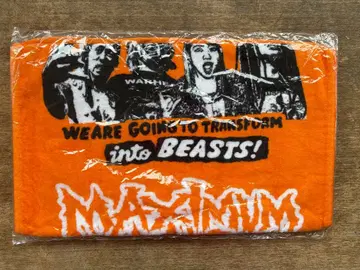 WE ARE GOING TO TRANSFORM
into BEASTS!
MAXIMUM